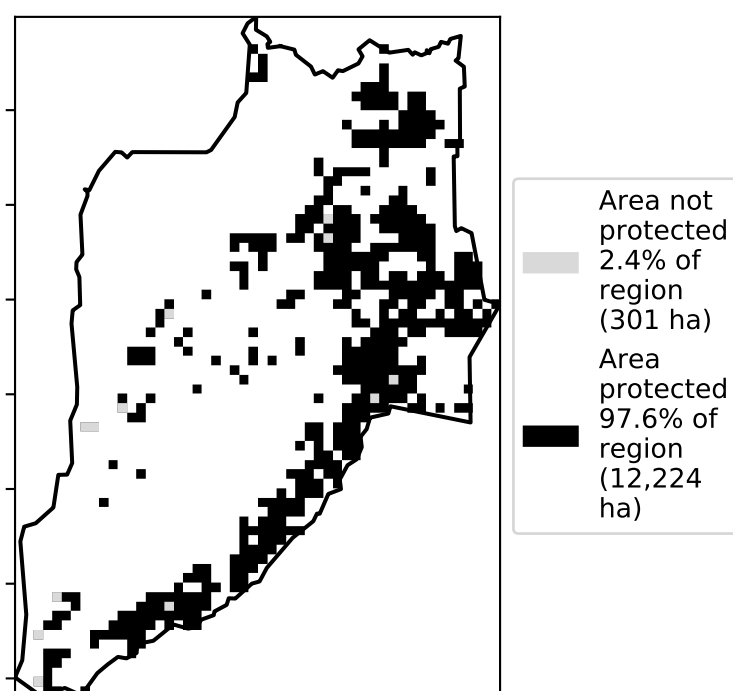 Area not
protected
2.4% of
region
(301 ha)
Area
protected
97.6% of
region
(12,224
ha)